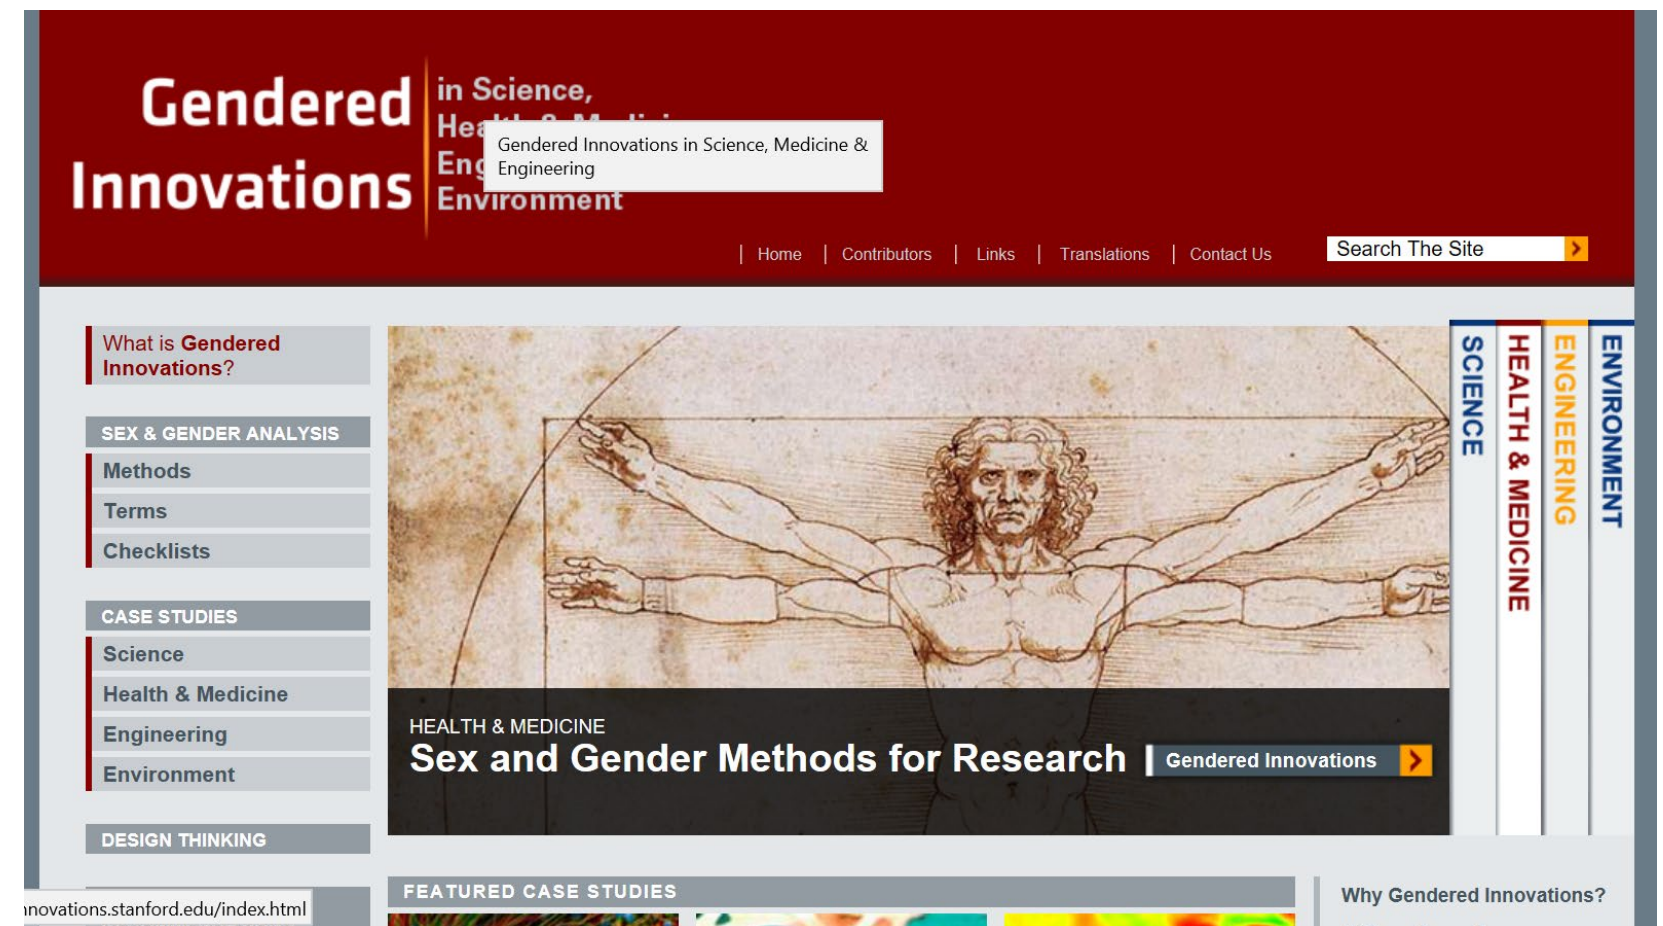 Gendered
Innovations
in Science,
Environment
Gendered Innovations in Science, Medicine &
Engineering
| Home | Contributors | Links | Translations | Contact Us
Search The Site
What is Gendered
Innovations?
SEX & GENDER ANALYSIS
Methods
Terms
Checklists
CASE STUDIES
Science
Health & Medicine
Engineering
Environment
DESIGN THINKING
SCIENCE
HEALTH & MEDICINE
ENGINEERING
ENVIRONMENT
HEALTH & MEDICINE
Sex and Gender Methods for Research
Gendered Innovations
FEATURED CASE STUDIES
Why Gendered Innovations?
novations.stanford.edu/index.html